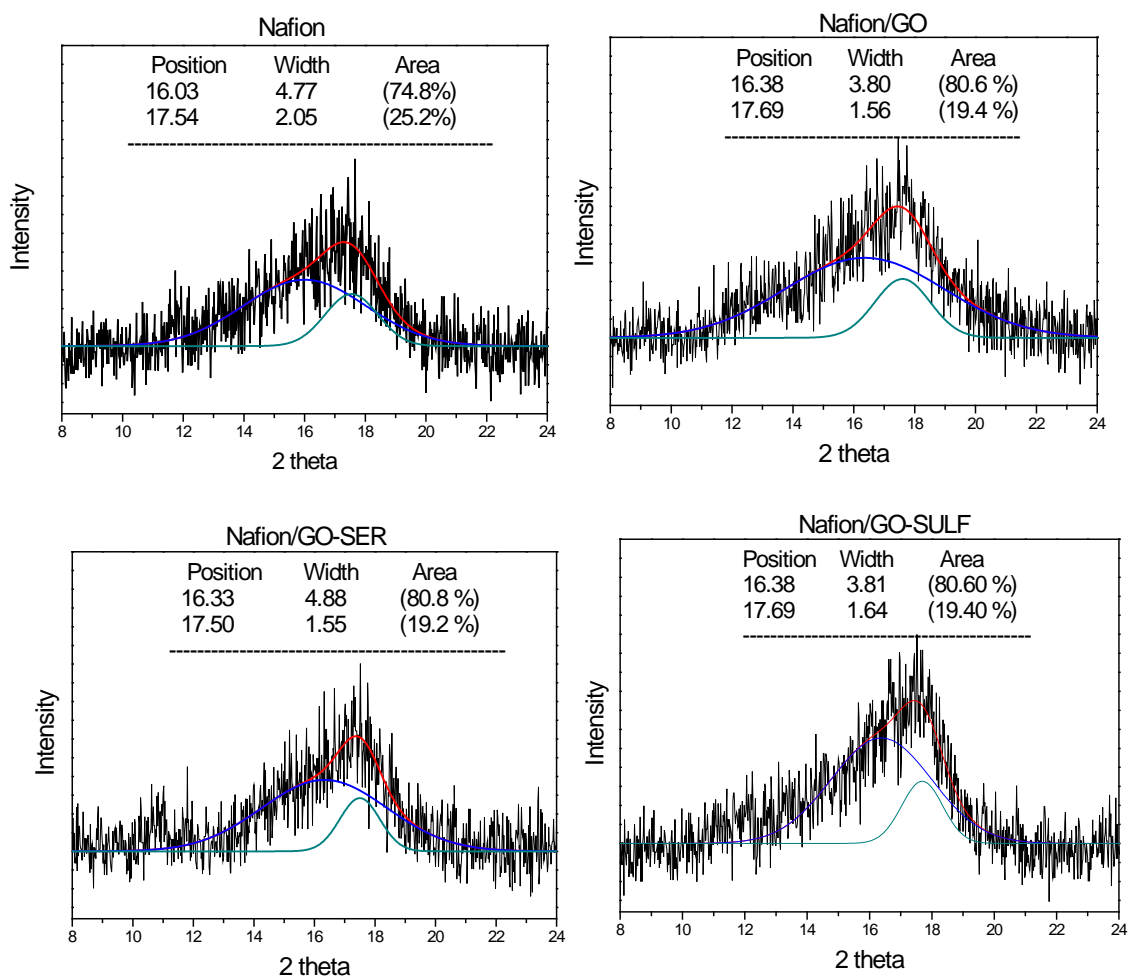 Nafion
Position Width Area
16.03 4.77 (74.8%)
17.54 2.05 (25.2%)
Intensity
8 10 12 14 16 18 20 22 24
2 theta
Nafion/GO
Position Width Area
16.38 3.80 (80.6 %)
17.69 1.56 (19.4 %)
Intensity
8 10 12 14 16 18 20 22 24
2 theta
Nafion/GO-SER
Position Width Area
16.33 4.88 (80.8 %)
17.50 1.55 (19.2 %)
Intensity
8 10 12 14 16 18 20 22 24
2 theta
Nafion/GO-SULF
Position Width Area
16.38 3.81 (80.60 %)
17.69 1.64 (19.40 %)
Intensity
8 10 12 14 16 18 20 22 24
2 theta